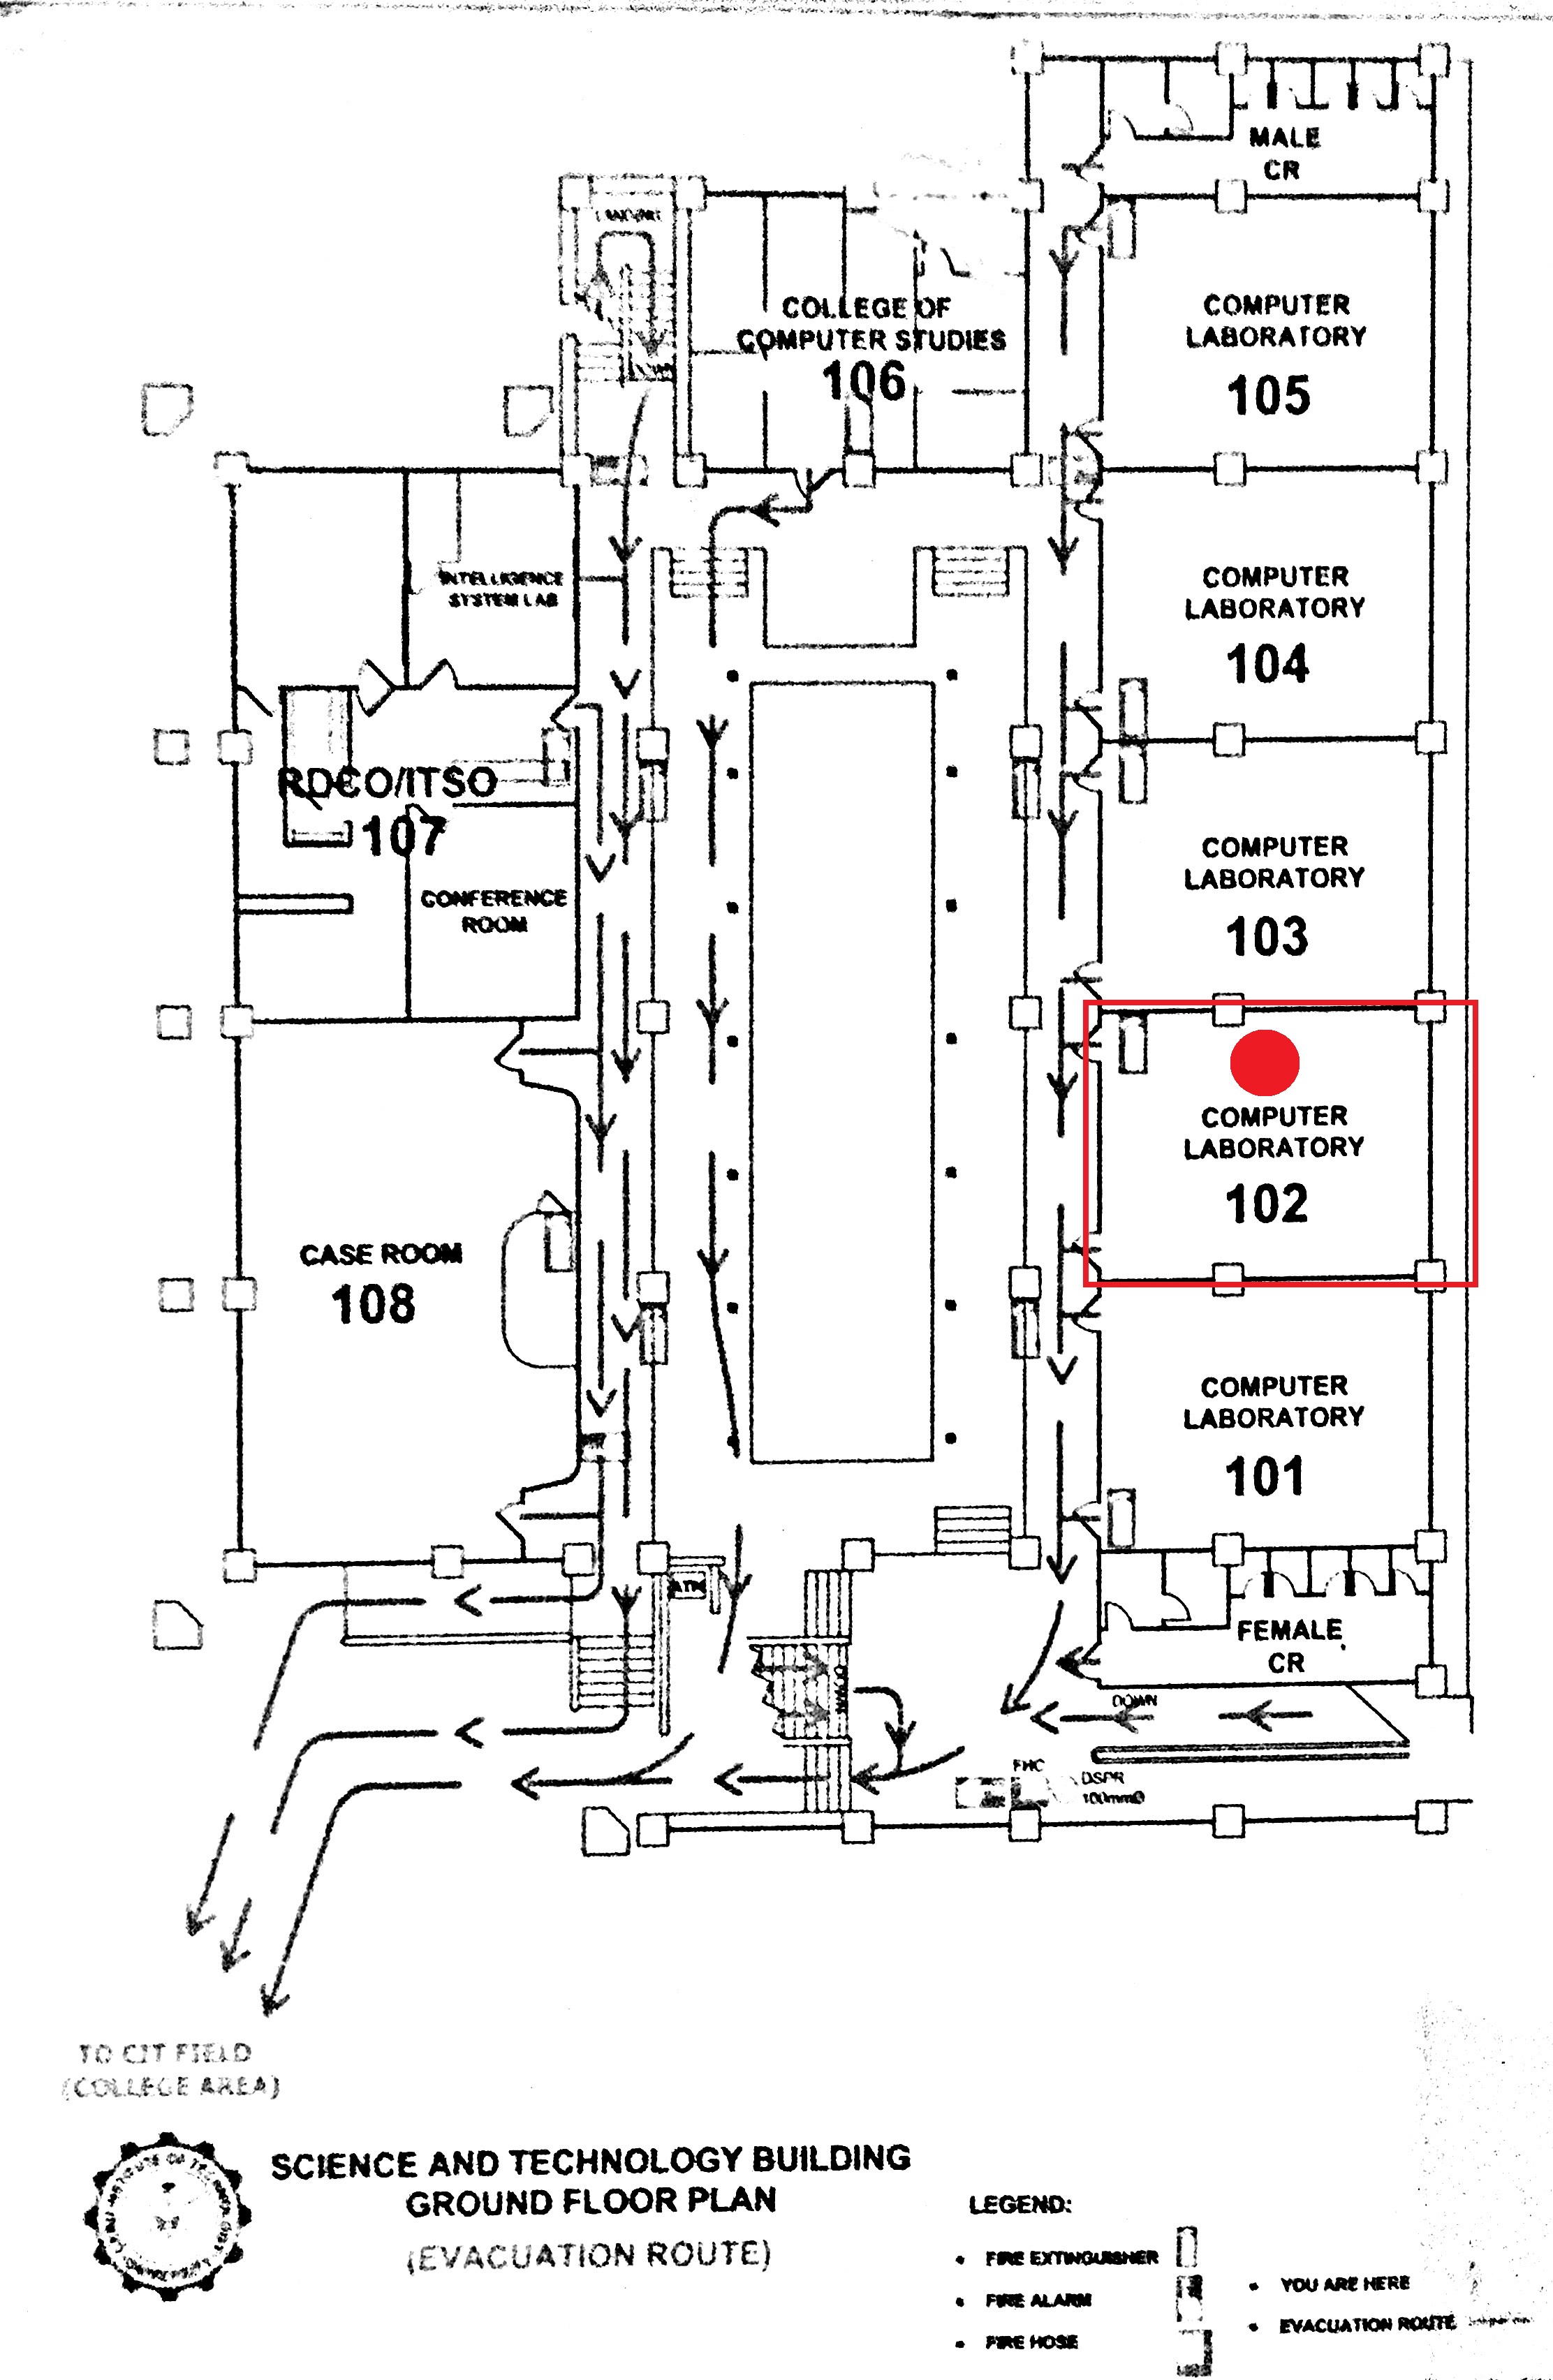 MALE
CR
COLLEGE OF
COMPUTER STUDIES
106
COMPUTER
LABORATORY
105
INTELLIGENCE
SYSTEM LAB
COMPUTER
LABORATORY
104
RDCO/ITSO
107
CONFERENCE
ROOM
COMPUTER
LABORATORY
103
COMPUTER
LABORATORY
102
CASE ROOM
108
COMPUTER
LABORATORY
101
ATM
FEMALE
CR
DOWN
DOWN
FHC
DSPR
100mmØ
TO CIT FIELD
(COLLEGE AREA)
SCIENCE AND TECHNOLOGY BUILDING
GROUND FLOOR PLAN
(EVACUATION ROUTE)
LEGEND:
• FIRE EXTINGUISHER
• FIRE ALARM
• FIRE HOSE
• YOU ARE HERE
• EVACUATION ROUTE